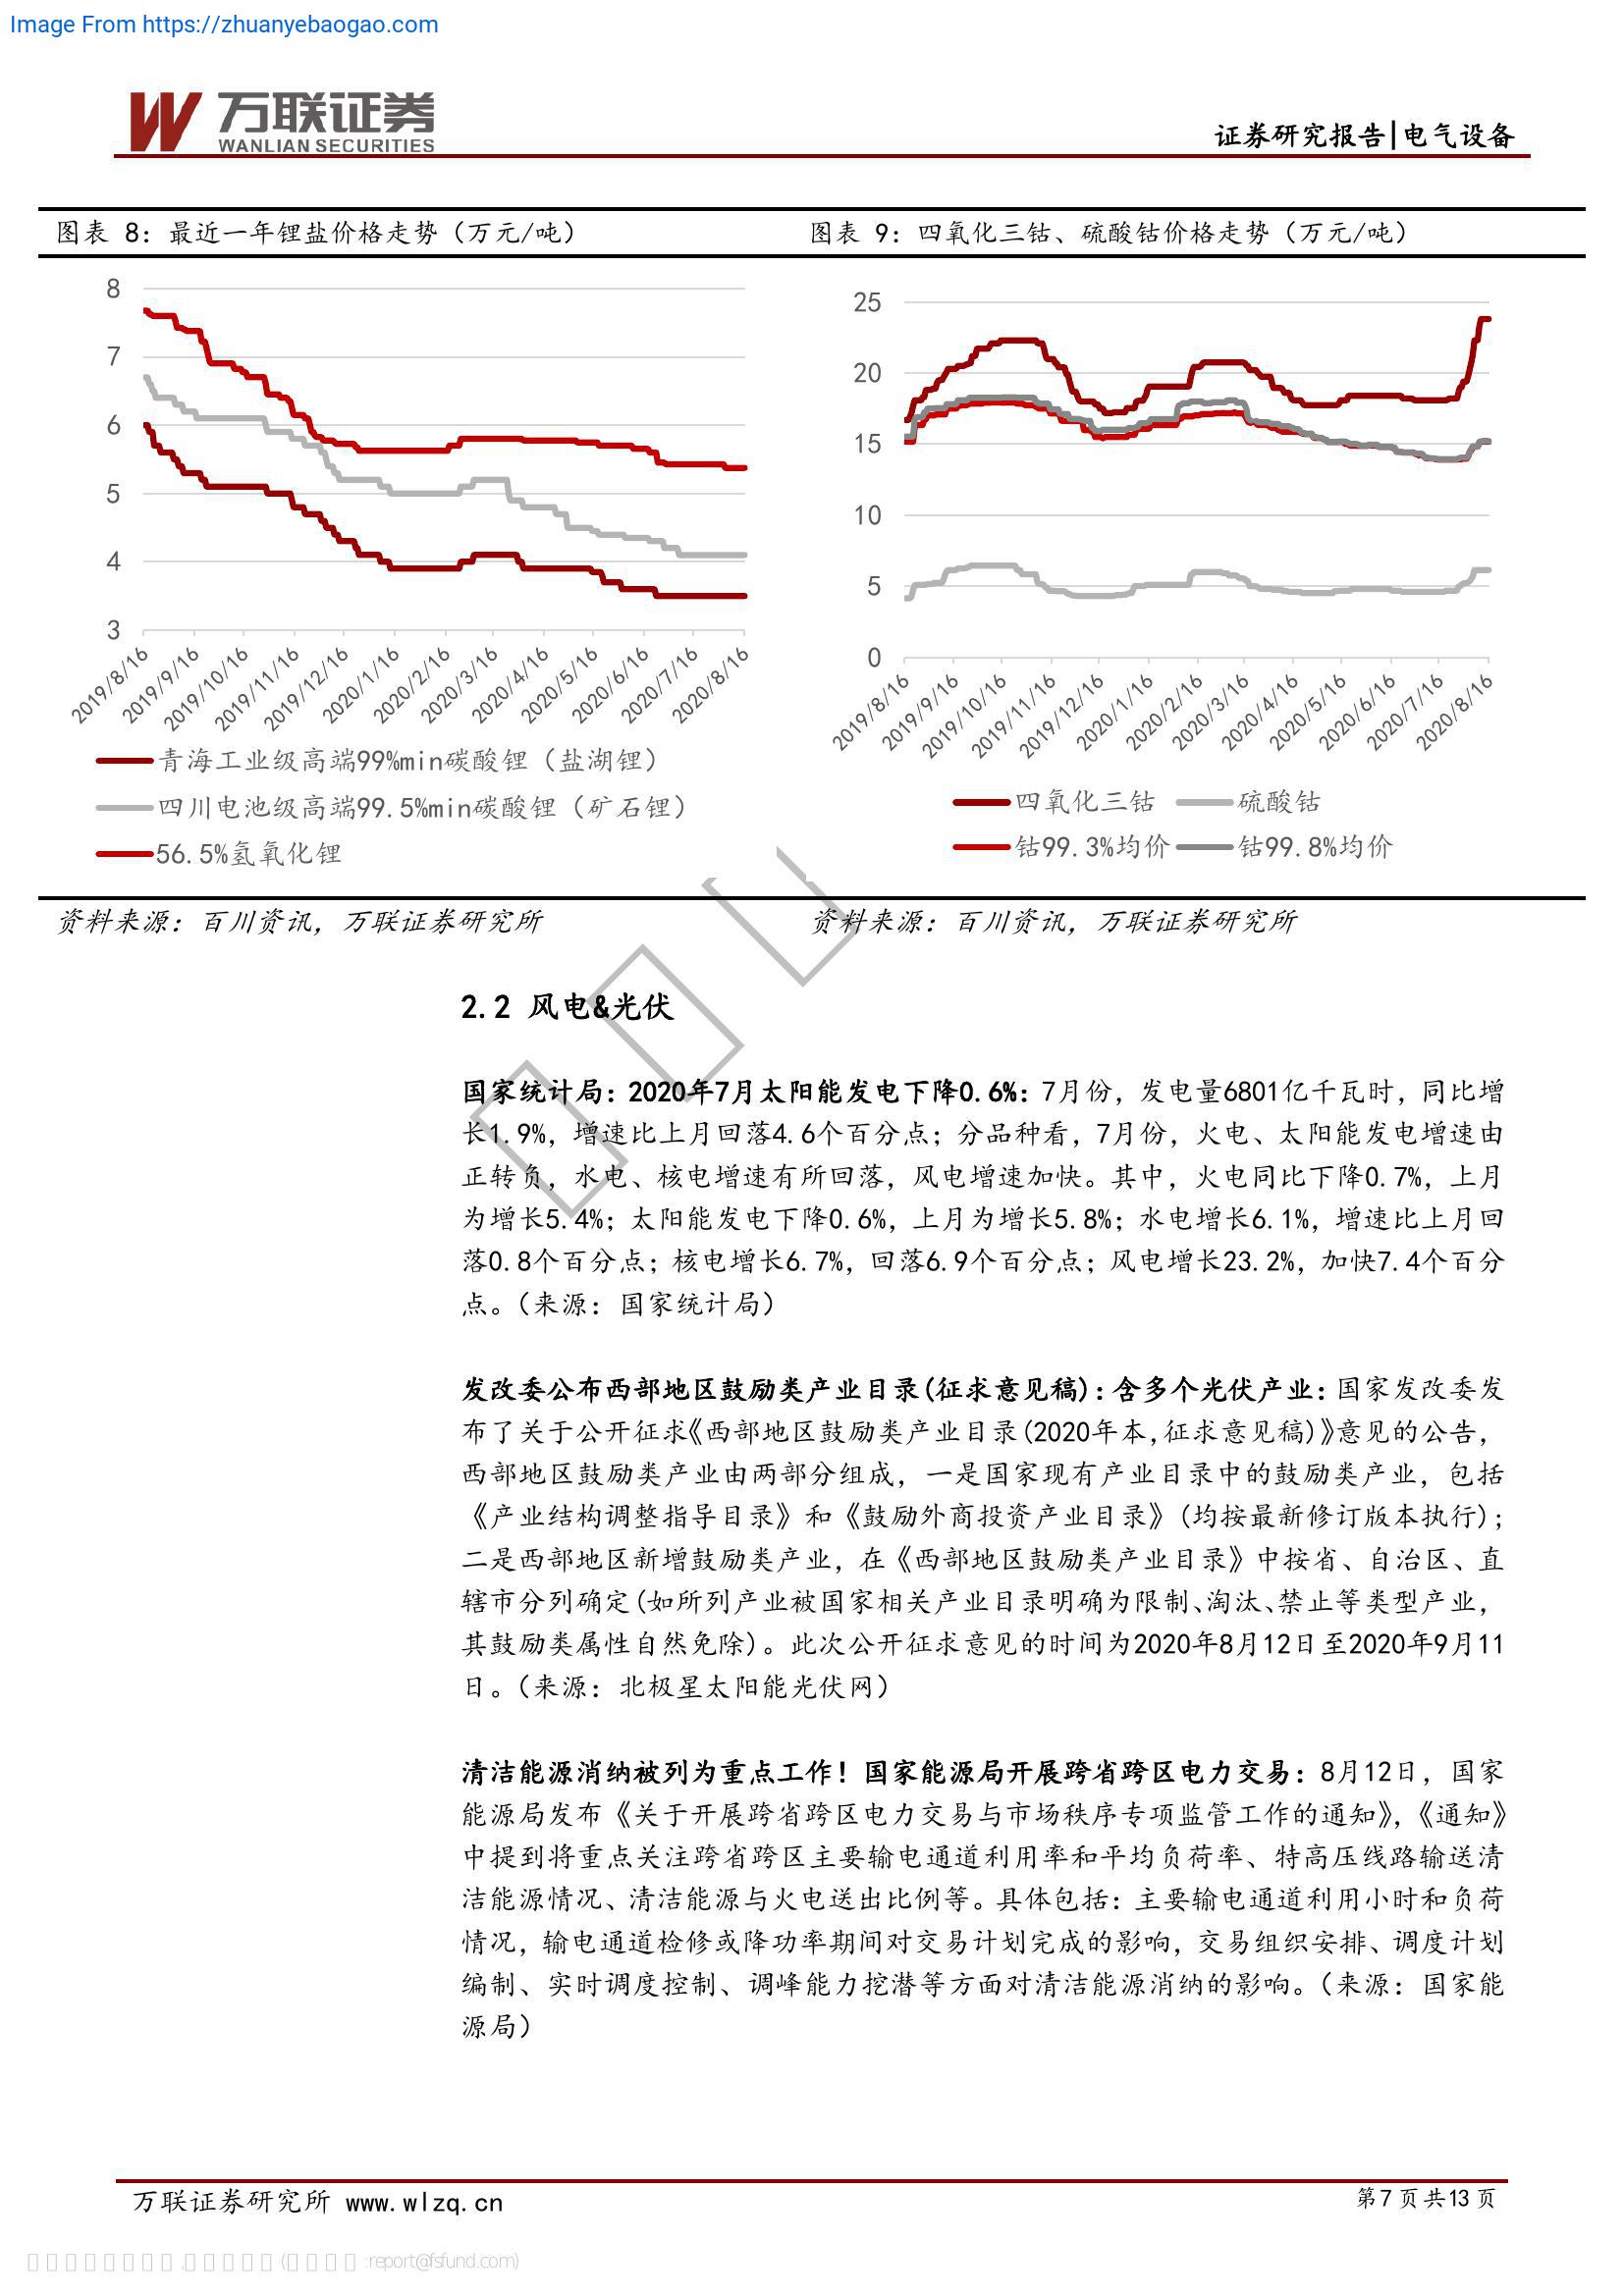 Image From https://zhuanyebaogao.com
万联证券
WANLIAN SECURITIES
证券研究报告|电气设备
图表 8: 最近一年锂盐价格走势（万元/吨）
8
7
6
5
4
3
2019/8/16
2019/9/16
2019/10/16
2019/11/16
2019/12/16
2020/1/16
2020/2/16
2020/3/16
2020/4/16
2020/5/16
2020/6/16
2020/7/16
2020/8/16
青海工业级高端99%min碳酸锂（盐湖锂）
四川电池级高端99.5%min碳酸锂（矿石锂）
56.5%氢氧化锂
资料来源: 百川资讯, 万联证券研究所
图表 9: 四氧化三钴、硫酸钴价格走势（万元/吨）
25
20
15
10
5
0
2019/8/16
2019/9/16
2019/10/16
2019/11/16
2019/12/16
2020/1/16
2020/2/16
2020/3/16
2020/4/16
2020/5/16
2020/6/16
2020/7/16
2020/8/16
四氧化三钴 硫酸钴
钴99.3%均价 钴99.8%均价
资料来源: 百川资讯, 万联证券研究所
2.2 风电&光伏
国家统计局: 2020年7月太阳能发电下降0.6%: 7月份, 发电量6801亿千瓦时, 同比增
长1.9%, 增速比上月回落4.6个百分点; 分品种看, 7月份, 火电、太阳能发电增速由
正转负, 水电、核电增速有所回落, 风电增速加快。其中, 火电同比下降0.7%, 上月
为增长5.4%; 太阳能发电下降0.6%, 上月为增长5.8%; 水电增长6.1%, 增速比上月回
落0.8个百分点; 核电增长6.7%, 回落6.9个百分点; 风电增长23.2%, 加快7.4个百分
点。（来源: 国家统计局）
发改委公布西部地区鼓励类产业目录(征求意见稿):含多个光伏产业: 国家发改委发
布了关于公开征求《西部地区鼓励类产业目录(2020年本,征求意见稿)》意见的公告,
西部地区鼓励类产业由两部分组成, 一是国家现有产业目录中的鼓励类产业, 包括
《产业结构调整指导目录》和《鼓励外商投资产业目录》(均按最新修订版本执行);
二是西部地区新增鼓励类产业, 在《西部地区鼓励类产业目录》中按省、自治区、直
辖市分列确定(如所列产业被国家相关产业目录明确为限制、淘汰、禁止等类型产业,
其鼓励类属性自然免除)。此次公开征求意见的时间为2020年8月12日至2020年9月11
日。（来源: 北极星太阳能光伏网）
清洁能源消纳被列为重点工作! 国家能源局开展跨省跨区电力交易: 8月12日, 国家
能源局发布《关于开展跨省跨区电力交易与市场秩序专项监管工作的通知》,《通知》
中提到将重点关注跨省跨区主要输电通道利用率和平均负荷率、特高压线路输送清
洁能源情况、清洁能源与火电送出比例等。具体包括: 主要输电通道利用小时和负荷
情况, 输电通道检修或降功率期间对交易计划完成的影响, 交易组织安排、调度计划
编制、实时调度控制、调峰能力挖潜等方面对清洁能源消纳的影响。（来源: 国家能
源局）
万联证券研究所 www.wlzq.cn
第7页共13页
:report@fsfund.com)